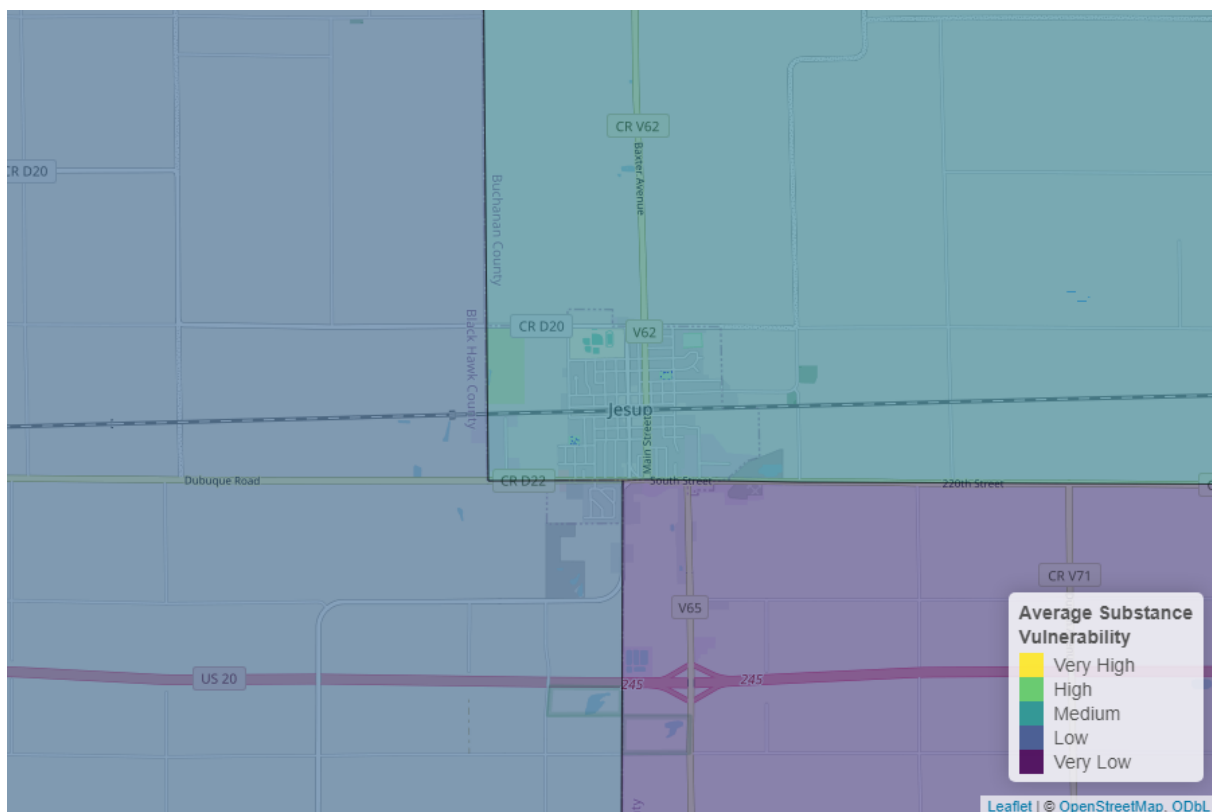 CR V62
Baxter Avenue
CR D20
Buchanan County
Black Hawk County
CR D20
V62
Jesup
Main Street
Dubuque Road
CR D22
South Street
220th Street
V65
CR V71
US 20
245
245
Average Substance
Vulnerability
Very High
High
Medium
Low
Very Low
Leaflet | © OpenStreetMap, ODbL